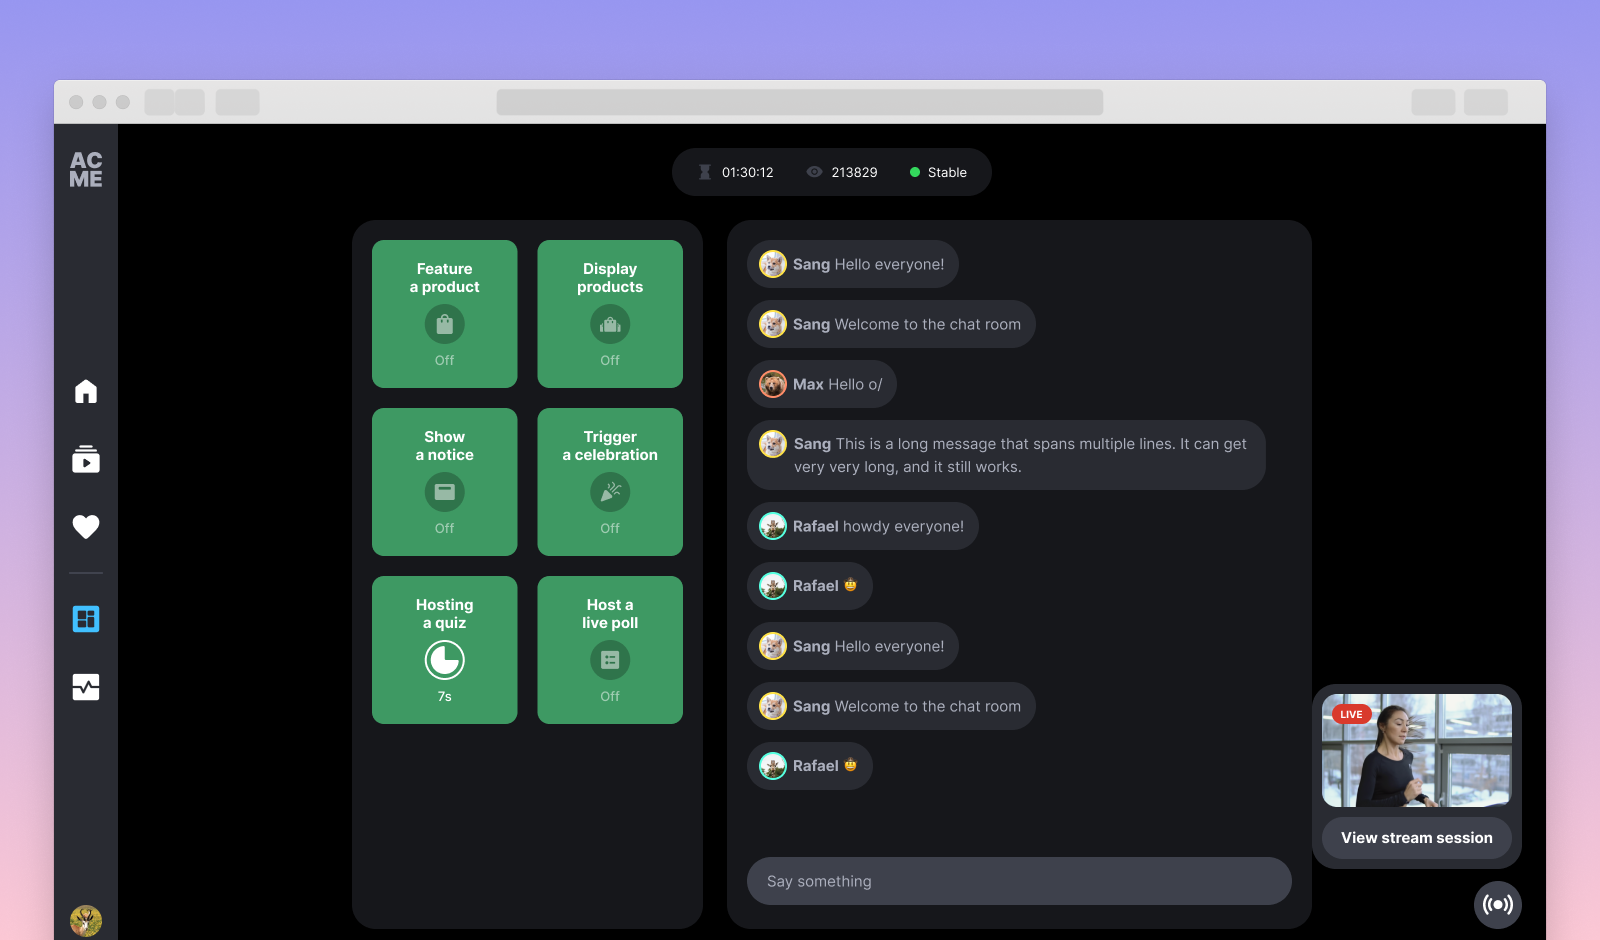 AC
ME
01:30:12
213829
Stable
Feature
a product
Off
Display
products
Off
Show
a notice
Off
Trigger
a celebration
Off
Hosting
a quiz
7s
Host a
live poll
Off
Sang Hello everyone!
Sang Welcome to the chat room
Max Hello o/
Sang This is a long message that spans multiple lines. It can get
very very long, and it still works.
Rafael howdy everyone!
Rafael 🤠
Sang Hello everyone!
Sang Welcome to the chat room
Rafael 🤠
Say something
LIVE
View stream session